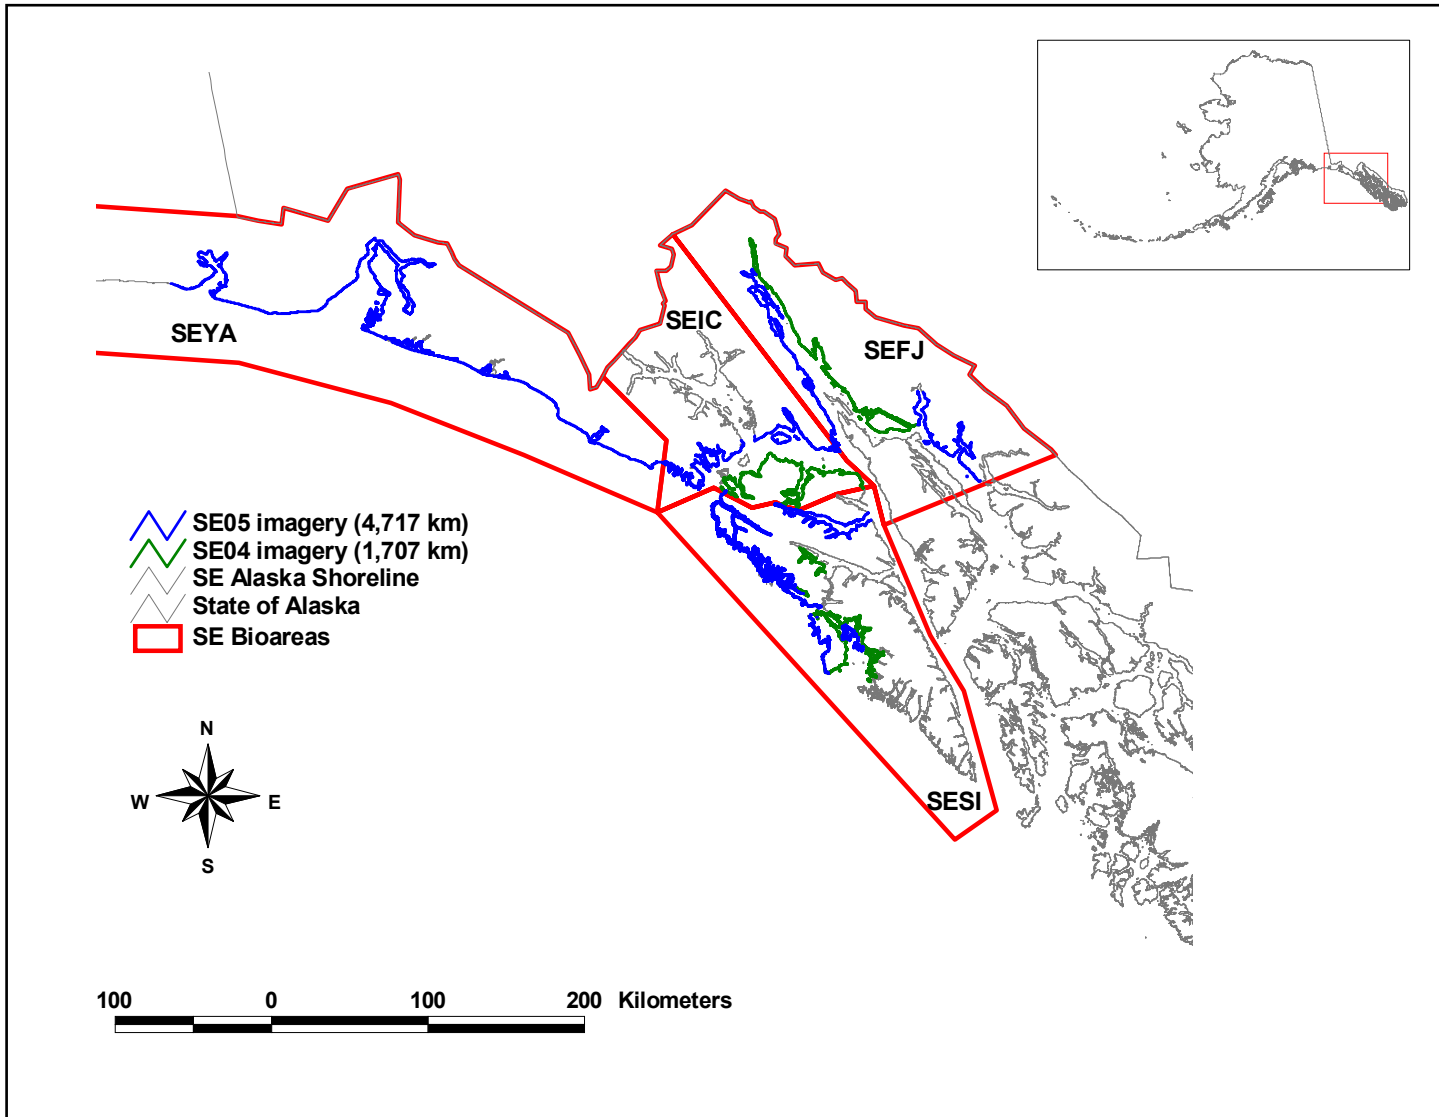 SEIC
SEYA
SEFJ
SE05 imagery (4,717 km)
SE04 imagery (1,707 km)
SE Alaska Shoreline
State of Alaska
SE Bioareas
N
W E
S
SESI
100 0 100 200 Kilometers